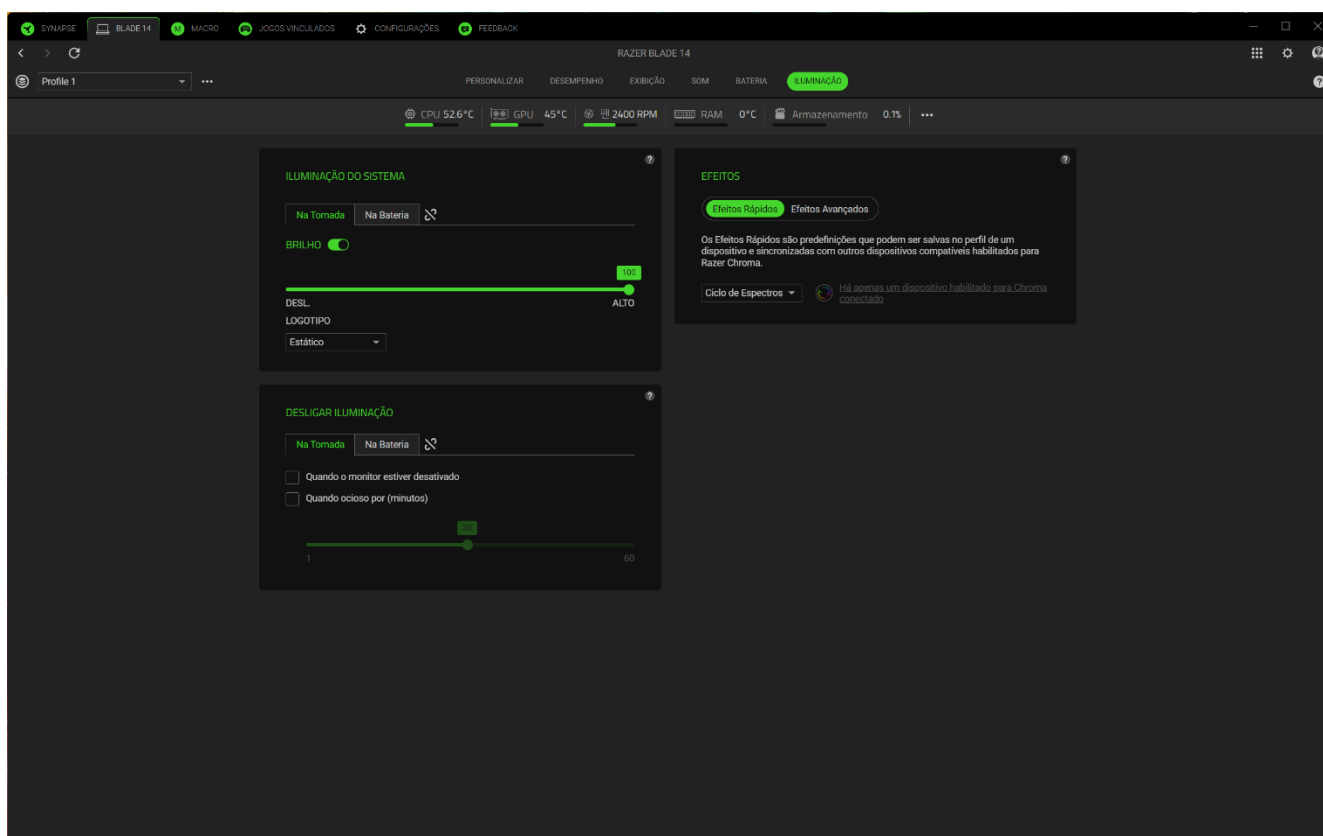 SYNAPSE BLADE 14 MACRO JOGOS VINCULADOS CONFIGURAÇÕES FEEDBACK
RAZER BLADE 14
Profile 1 PERSONALIZAR DESEMPENHO EXIBIÇÃO SOM BATERIA ILUMINAÇÃO
CPU 52.6°C GPU 45°C 2400 RPM RAM 0°C Armazenamento 0.1%
ILUMINAÇÃO DO SISTEMA
Na Tomada Na Bateria
BRILHO
100
DESL. ALTO
LOGOTIPO
Estático
EFEITOS
Efeitos Rápidos Efeitos Avançados
Os Efeitos Rápidos são predefinições que podem ser salvas no perfil de um
dispositivo e sincronizadas com outros dispositivos compatíveis habilitados para
Razer Chroma.
Ciclo de Espectros
Há apenas um dispositivo habilitado para Chroma
conectado
DESLIGAR ILUMINAÇÃO
Na Tomada Na Bateria
Quando o monitor estiver desativado
Quando ocioso por (minutos)
30
1 60